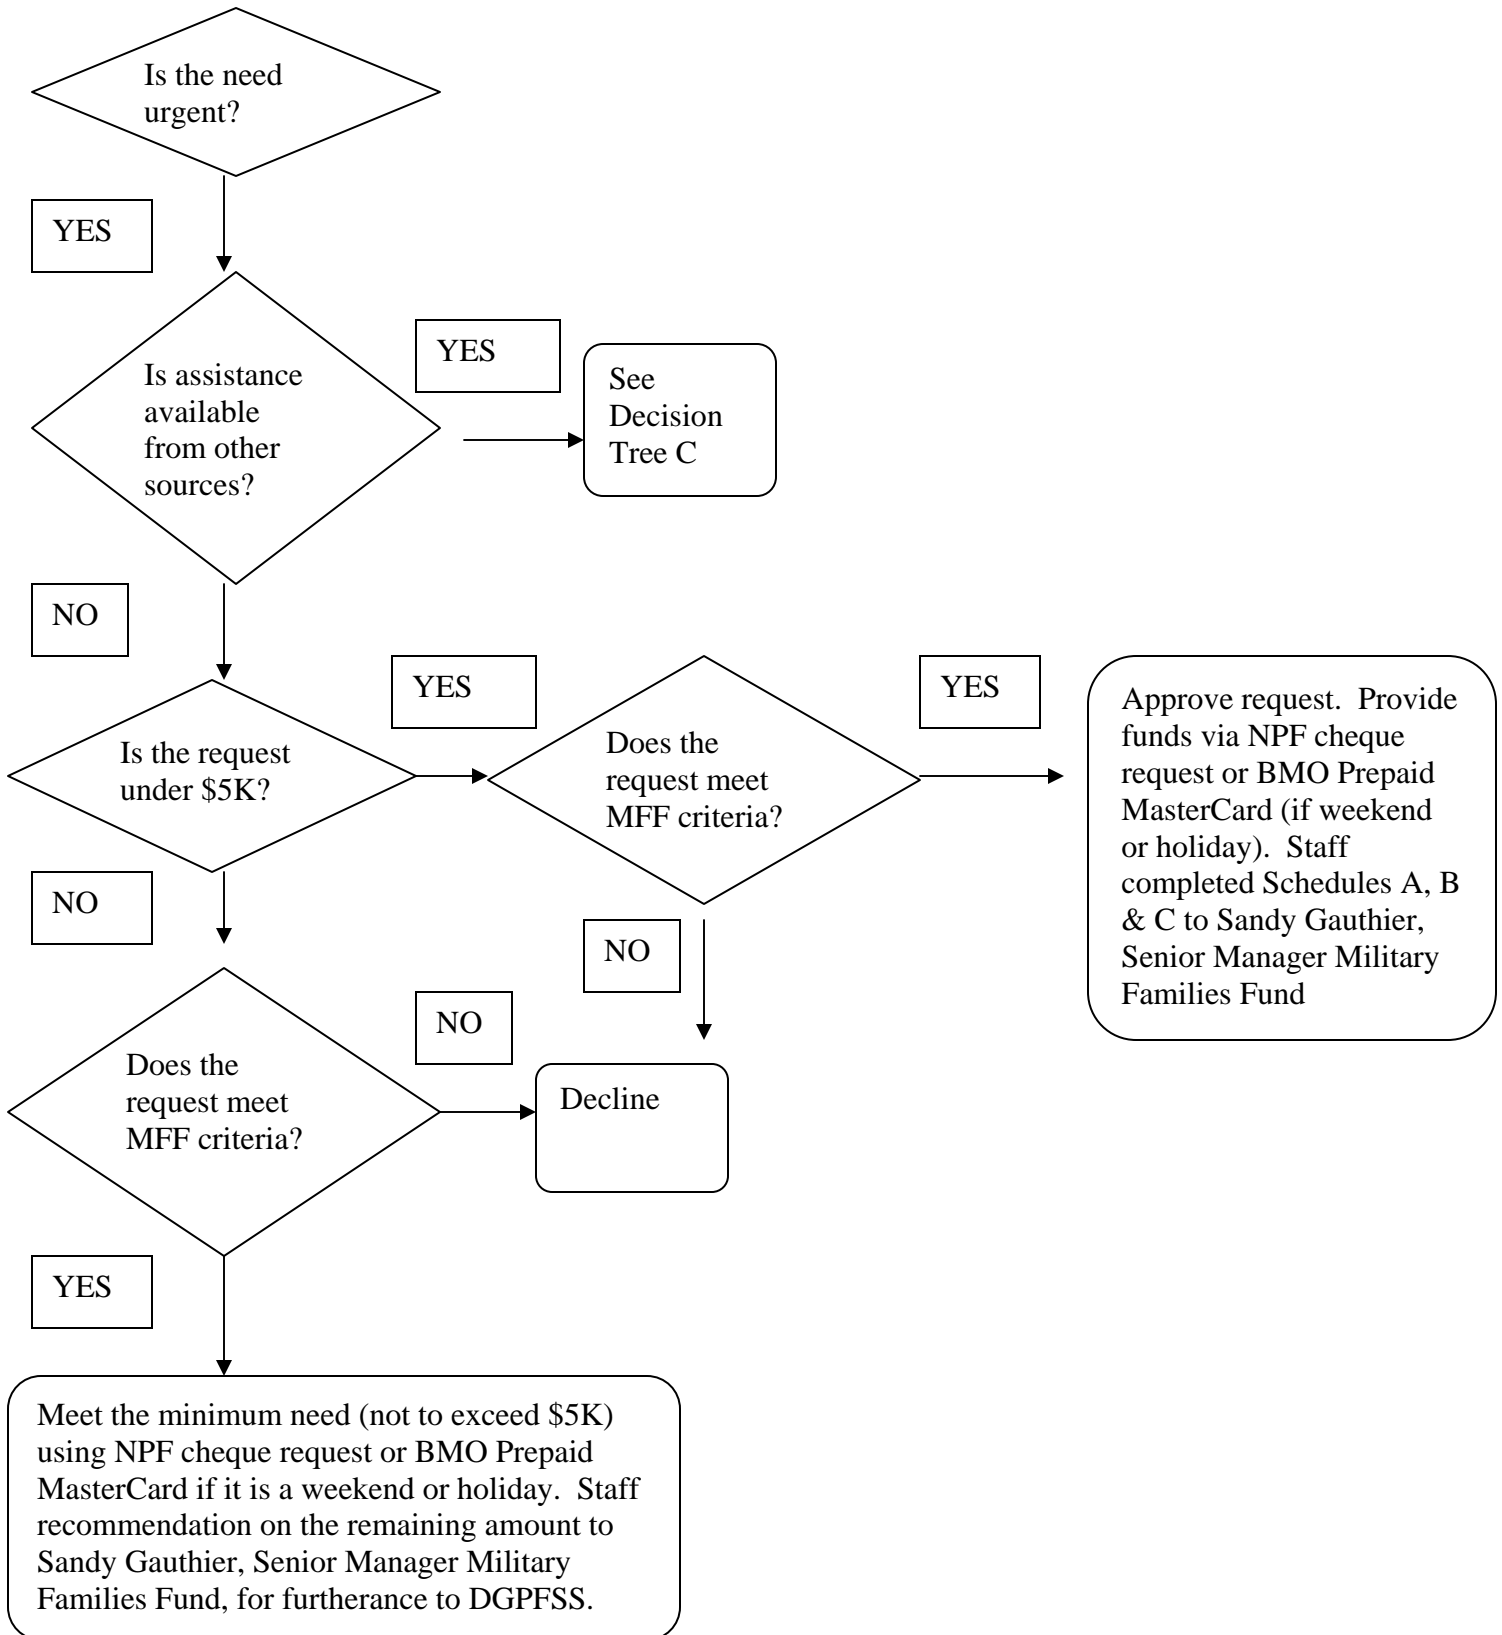 Is the need
urgent?
YES
Is assistance
available
from other
sources?
YES
See
Decision
Tree C
NO
Is the request
under $5K?
YES
Does the
request meet
MFF criteria?
YES
Approve request.  Provide
funds via NPF cheque
request or BMO Prepaid
MasterCard (if weekend
or holiday).  Staff
completed Schedules A, B
& C to Sandy Gauthier,
Senior Manager Military
Families Fund
NO
NO
Does the
request meet
MFF criteria?
NO
Decline
YES
Meet the minimum need (not to exceed $5K)
using NPF cheque request or BMO Prepaid
MasterCard if it is a weekend or holiday.  Staff
recommendation on the remaining amount to
Sandy Gauthier, Senior Manager Military
Families Fund, for furtherance to DGPFSS.